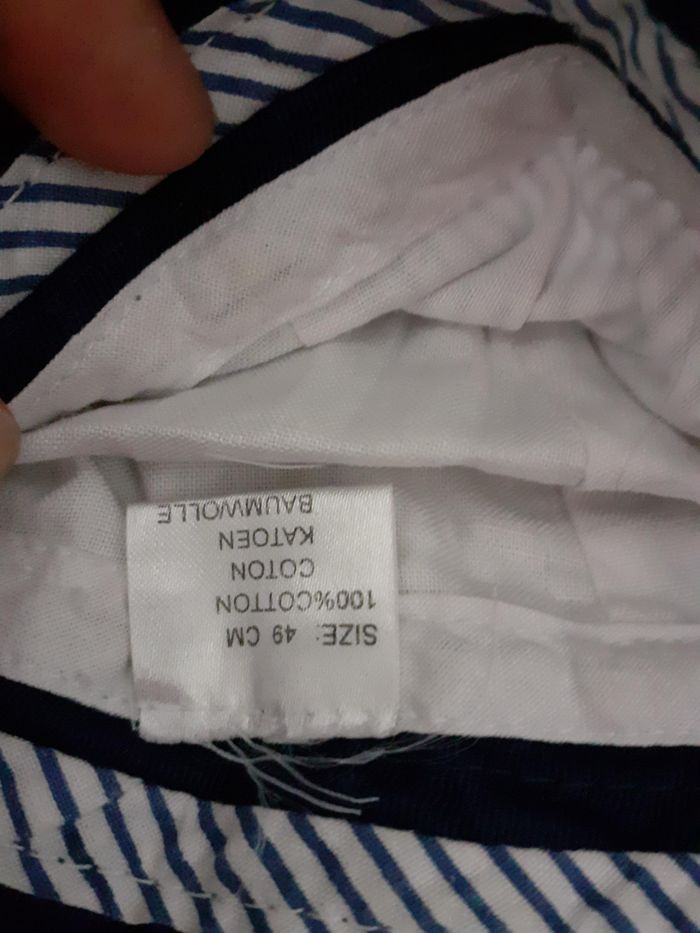 SIZE: 49 CM
100%COTTON
COTON
KATOEN
BAUMWOLLE